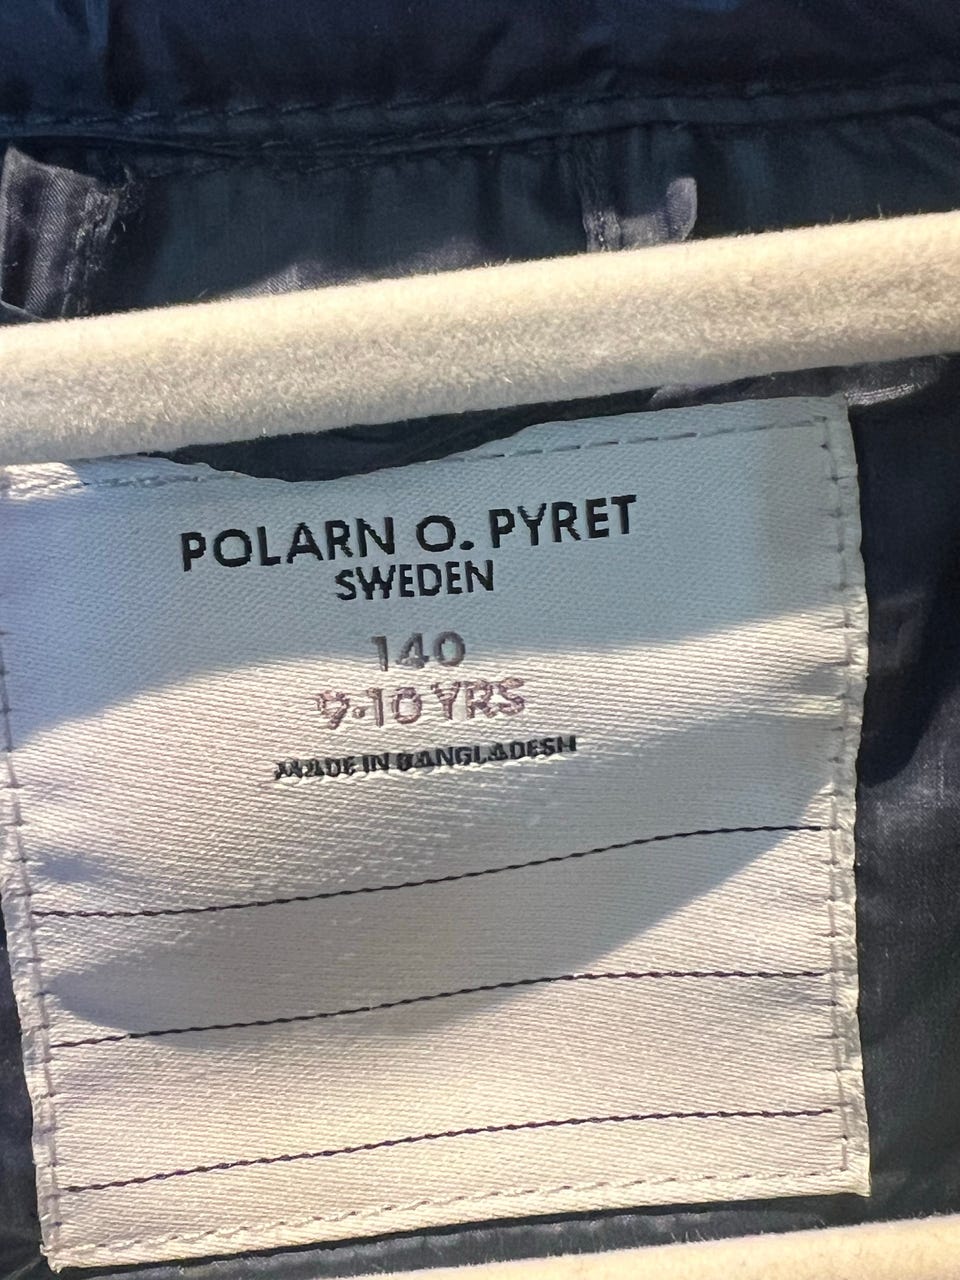 POLARN O. PYRET
SWEDEN
140
9-10 YRS
MADE IN BANGLADESH